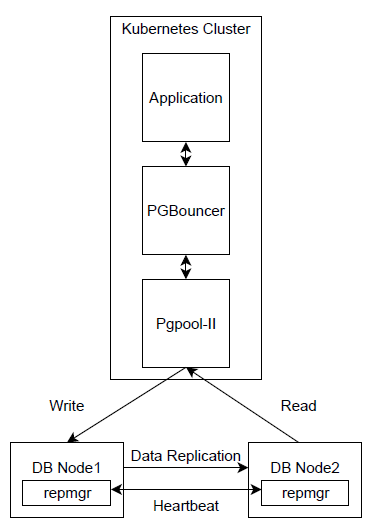 Kubernetes Cluster
Application
PGBouncer
Pgpool-II
Write
Read
DB Node1
Data Replication
DB Node2
repmgr
repmgr
Heartbeat